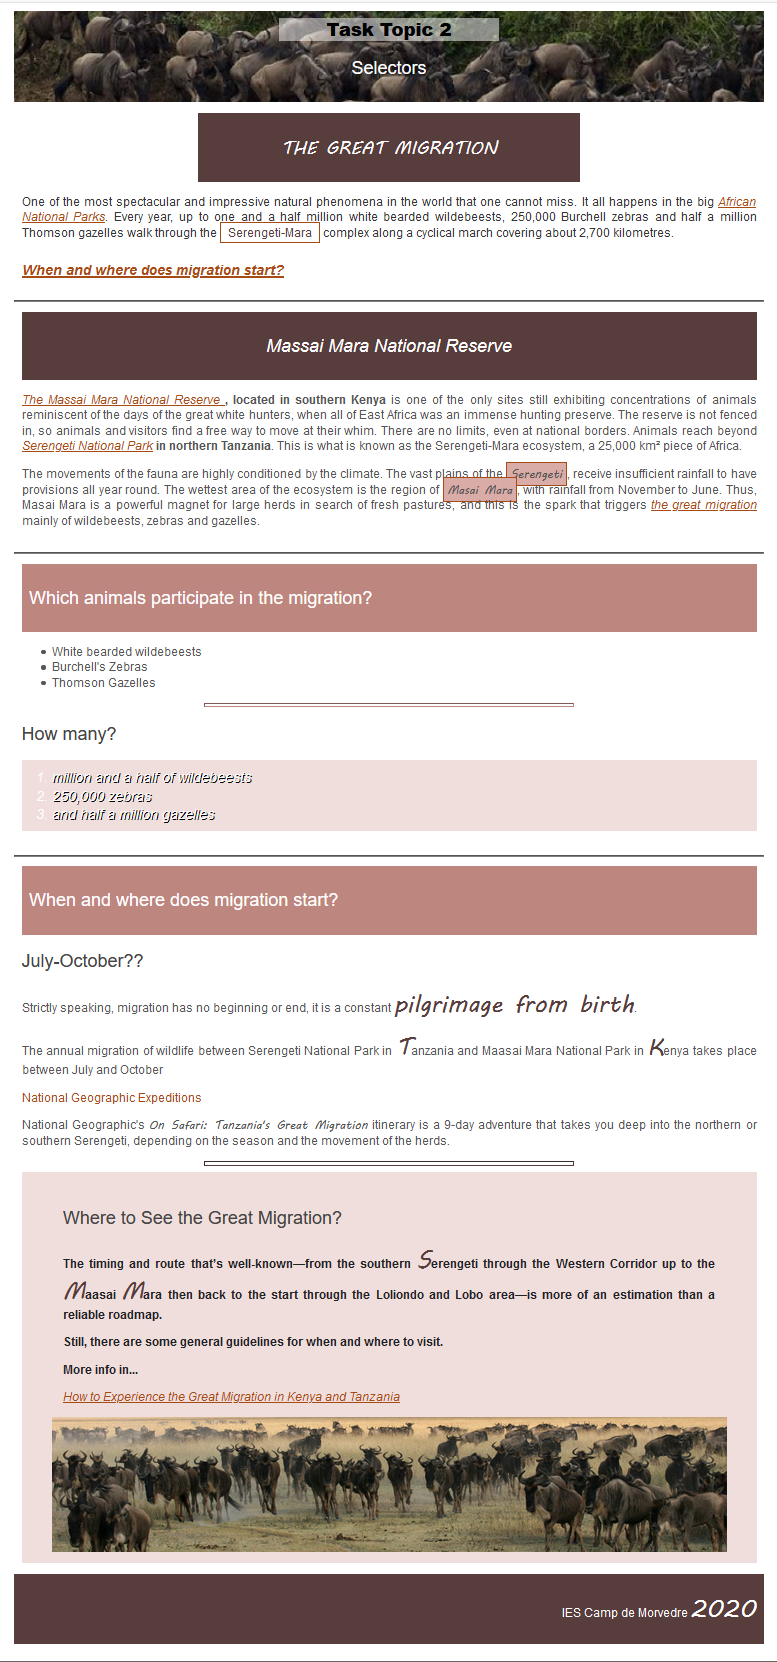 Task Topic 2
Selectors
THE GREAT MIGRATION
One of the most spectacular and impressive natural phenomena in the world that one cannot miss. It all happens in the big African
National Parks. Every year, up to one and a half million white bearded wildebeests, 250,000 Burchell zebras and half a million
Thomson gazelles walk through the Serengeti-Mara complex along a cyclical march covering about 2,700 kilometres.
When and where does migration start?
Massai Mara National Reserve
The Massai Mara National Reserve , located in southern Kenya is one of the only sites still exhibiting concentrations of animals
reminiscent of the days of the great white hunters, when all of East Africa was an immense hunting preserve. The reserve is not fenced
in, so animals and visitors find a free way to move at their whim. There are no limits, even at national borders. Animals reach beyond
Serengeti National Park in northern Tanzania. This is what is known as the Serengeti-Mara ecosystem, a 25,000 km² piece of Africa.
The movements of the fauna are highly conditioned by the climate. The vast plains of the Serengeti, receive insufficient rainfall to have
provisions all year round. The wettest area of the ecosystem is the region of Masai Mara, with rainfall from November to June. Thus,
Masai Mara is a powerful magnet for large herds in search of fresh pastures, and this is the spark that triggers the great migration
mainly of wildebeests, zebras and gazelles.
Which animals participate in the migration?
• White bearded wildebeests
• Burchell's Zebras
• Thomson Gazelles
How many?
1. million and a half of wildebeests
2. 250,000 zebras
3. and half a million gazelles
When and where does migration start?
July-October??
Strictly speaking, migration has no beginning or end, it is a constant pilgrimage from birth.
The annual migration of wildlife between Serengeti National Park in Tanzania and Maasai Mara National Park in Kenya takes place
between July and October
National Geographic Expeditions
National Geographic's On Safari: Tanzania's Great Migration itinerary is a 9-day adventure that takes you deep into the northern or
southern Serengeti, depending on the season and the movement of the herds.
Where to See the Great Migration?
The timing and route that's well-known—from the southern Serengeti through the Western Corridor up to the
Maasai Mara then back to the start through the Loliondo and Lobo area—is more of an estimation than a
reliable roadmap.
Still, there are some general guidelines for when and where to visit.
More info in...
How to Experience the Great Migration in Kenya and Tanzania
IES Camp de Morvedre 2020